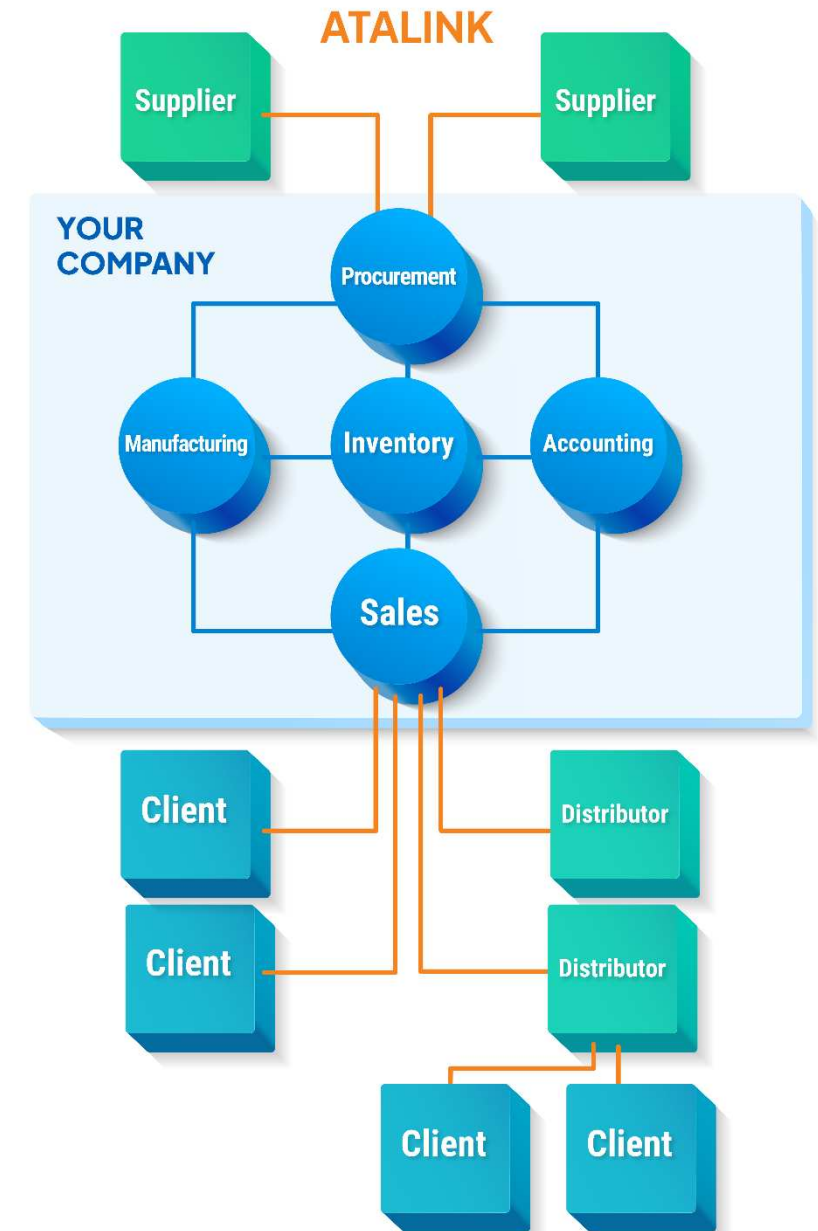 ATALINK
Supplier
Supplier
YOUR
COMPANY
Procurement
Manufacturing
Inventory
Accounting
Sales
Client
Distributor
Client
Distributor
Client
Client